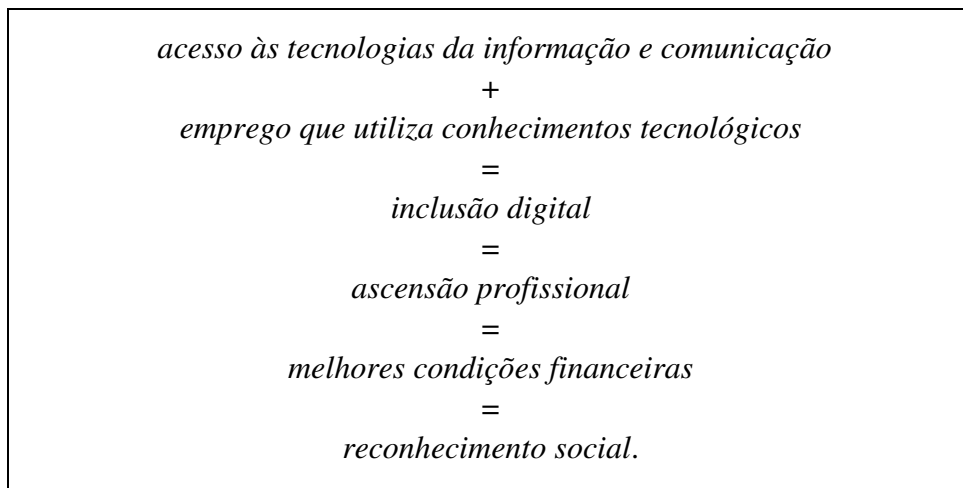 acesso às tecnologias da informação e comunicação
+
emprego que utiliza conhecimentos tecnológicos
=
inclusão digital
=
ascensão profissional
=
melhores condições financeiras
=
reconhecimento social.